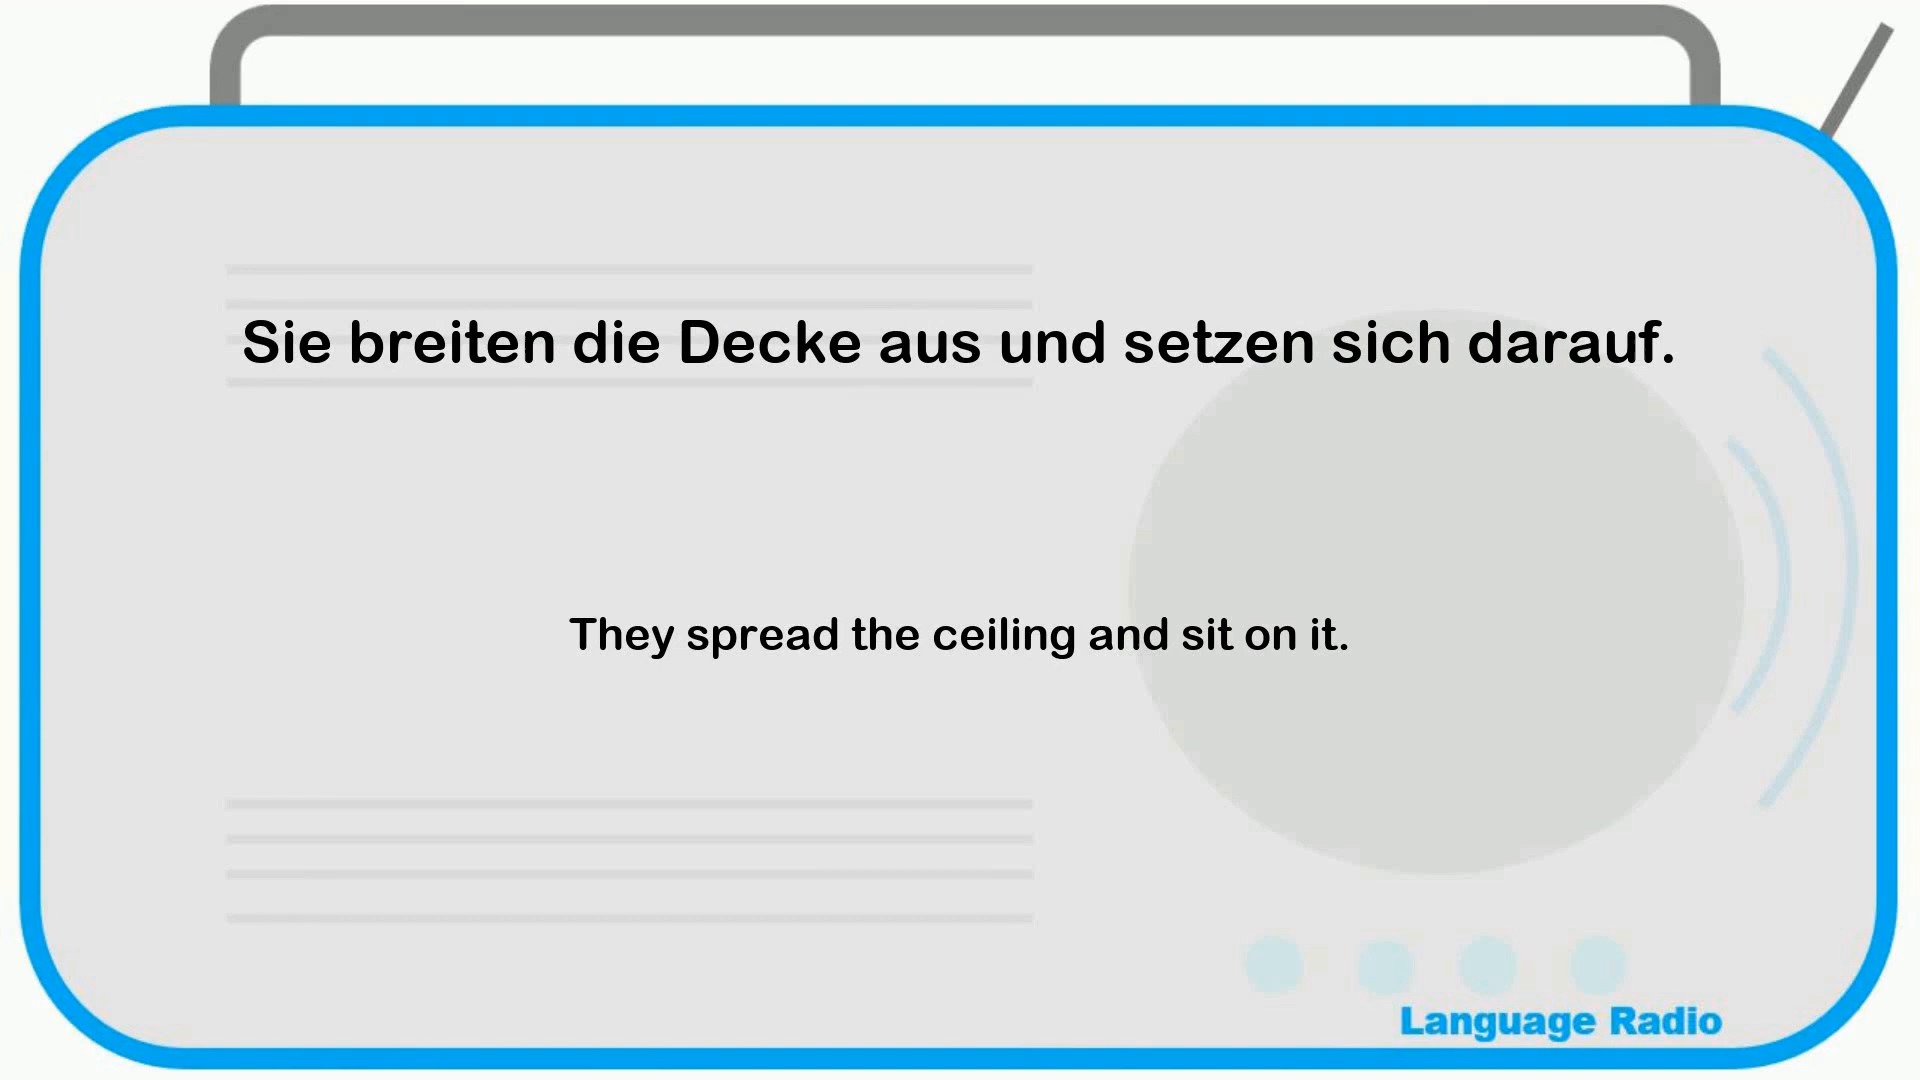 Sie breiten die Decke aus und setzen sich darauf.
They spread the ceiling and sit on it.
Language Radio